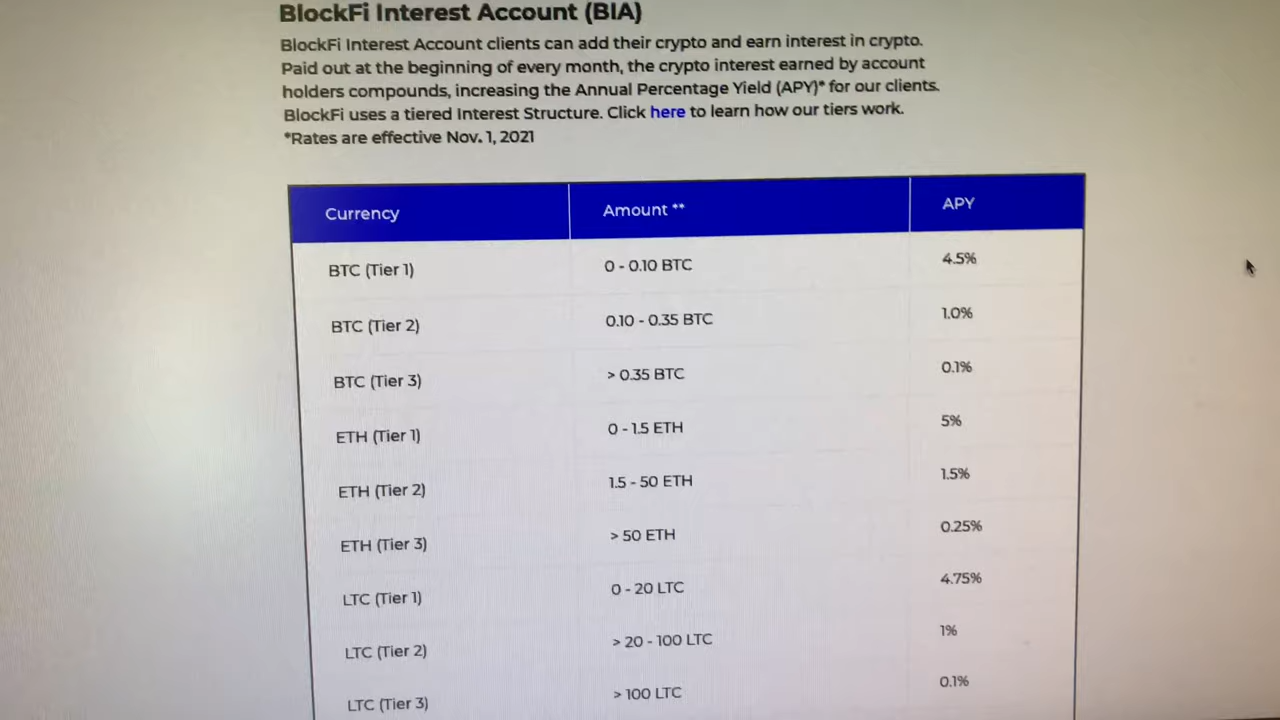 BlockFi Interest Account (BIA)
BlockFi Interest Account clients can add their crypto and earn interest in crypto.
Paid out at the beginning of every month, the crypto interest earned by account
holders compounds, increasing the Annual Percentage Yield (APY)* for our clients.
BlockFi uses a tiered Interest Structure. Click here to learn how our tiers work.
*Rates are effective Nov. 1, 2021
Currency Amount ** APY
BTC (Tier 1) 0 - 0.10 BTC 4.5%
BTC (Tier 2) 0.10 - 0.35 BTC 1.0%
BTC (Tier 3) > 0.35 BTC 0.1%
ETH (Tier 1) 0 - 1.5 ETH 5%
ETH (Tier 2) 1.5 - 50 ETH 1.5%
ETH (Tier 3) > 50 ETH 0.25%
LTC (Tier 1) 0 - 20 LTC 4.75%
LTC (Tier 2) > 20 - 100 LTC 1%
LTC (Tier 3) > 100 LTC 0.1%